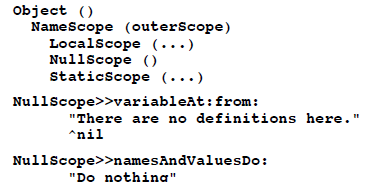 Object ()
NameScope (outerScope)
LocalScope (...)
NullScope ()
StaticScope (...)
NullScope>>variableAt:from:
"There are no definitions here."
^nil
NullScope>>namesAndValuesDo:
"Do nothing"